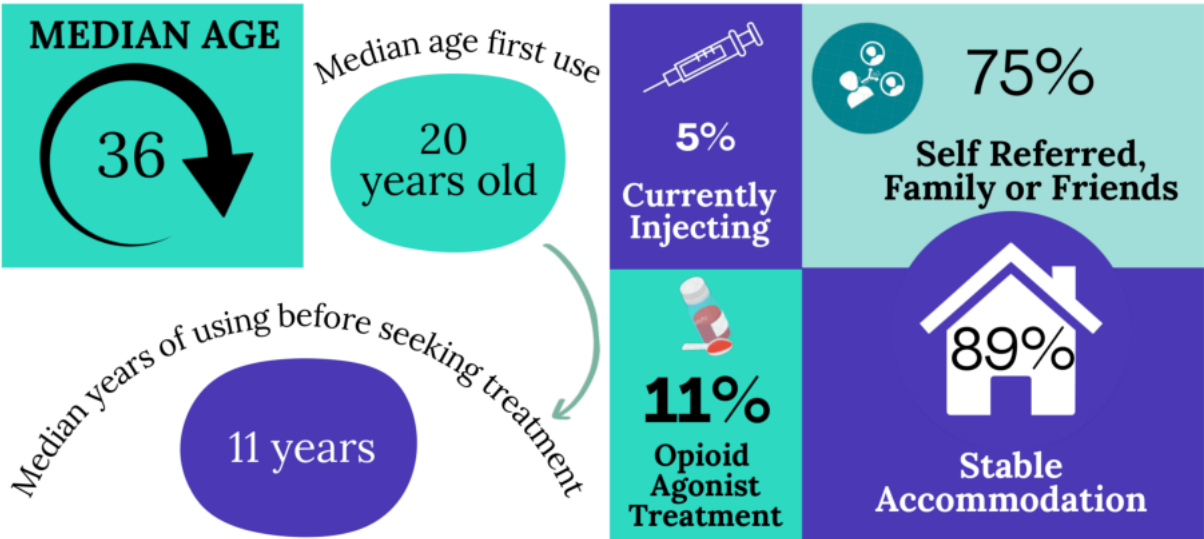 MEDIAN AGE
36
Median age first use
20
years old
Median years of using before seeking treatment
11 years
5%
Currently
Injecting
75%
Self Referred,
Family or Friends
11%
Opioid
Agonist
Treatment
89%
Stable
Accommodation